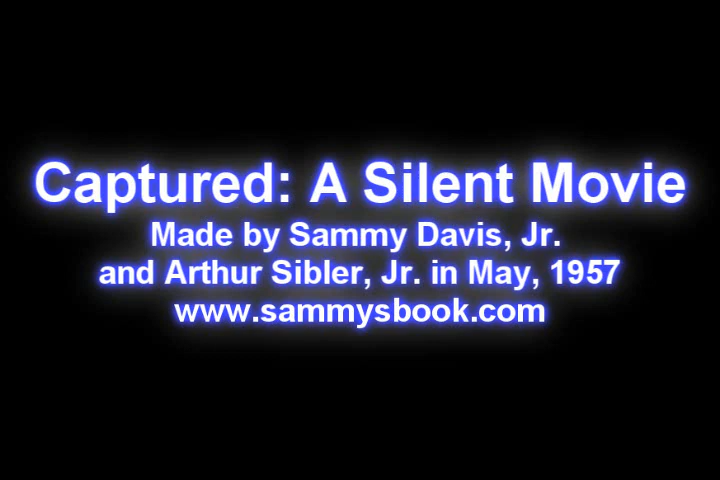 Captured: A Silent Movie
Made by Sammy Davis, Jr.
and Arthur Sibler, Jr. in May, 1957
www.sammysbook.com